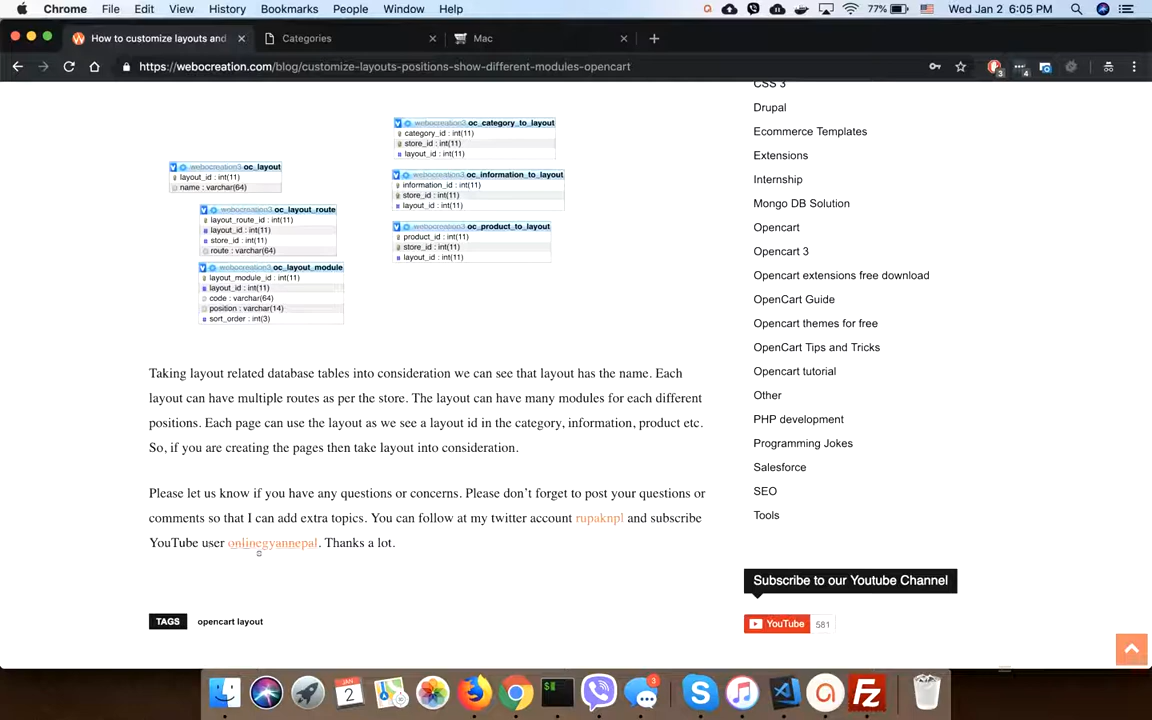 Chrome File Edit View History Bookmarks People Window Help 77% Wed Jan 2 6:05 PM
How to customize layouts and Categories Mac
https://webocreation.com/blog/customize-layouts-positions-show-different-modules-opencart
3 4
CSS 3
Drupal
Ecommerce Templates
Extensions
Internship
Mongo DB Solution
Opencart
Opencart 3
Opencart extensions free download
OpenCart Guide
Opencart themes for free
OpenCart Tips and Tricks
Opencart tutorial
Other
PHP development
Programming Jokes
Salesforce
SEO
Tools
webocreation3 oc_layout
layout_id : int(11)
name : varchar(64)
webocreation3 oc_layout_route
layout_route_id : int(11)
layout_id : int(11)
store_id : int(11)
route : varchar(64)
webocreation3 oc_layout_module
layout_module_id : int(11)
layout_id : int(11)
code : varchar(64)
position : varchar(14)
sort_order : int(3)
webocreation3 oc_category_to_layout
category_id : int(11)
store_id : int(11)
layout_id : int(11)
webocreation3 oc_information_to_layout
information_id : int(11)
store_id : int(11)
layout_id : int(11)
webocreation3 oc_product_to_layout
product_id : int(11)
store_id : int(11)
layout_id : int(11)
Taking layout related database tables into consideration we can see that layout has the name. Each
layout can have multiple routes as per the store. The layout can have many modules for each different
positions. Each page can use the layout as we see a layout id in the category, information, product etc.
So, if you are creating the pages then take layout into consideration.
Please let us know if you have any questions or concerns. Please don't forget to post your questions or
comments so that I can add extra topics. You can follow at my twitter account rupaknpl and subscribe
YouTube user onlinegyannepal. Thanks a lot.
TAGS opencart layout
Subscribe to our Youtube Channel
YouTube 581
JAN
2
3
Fz